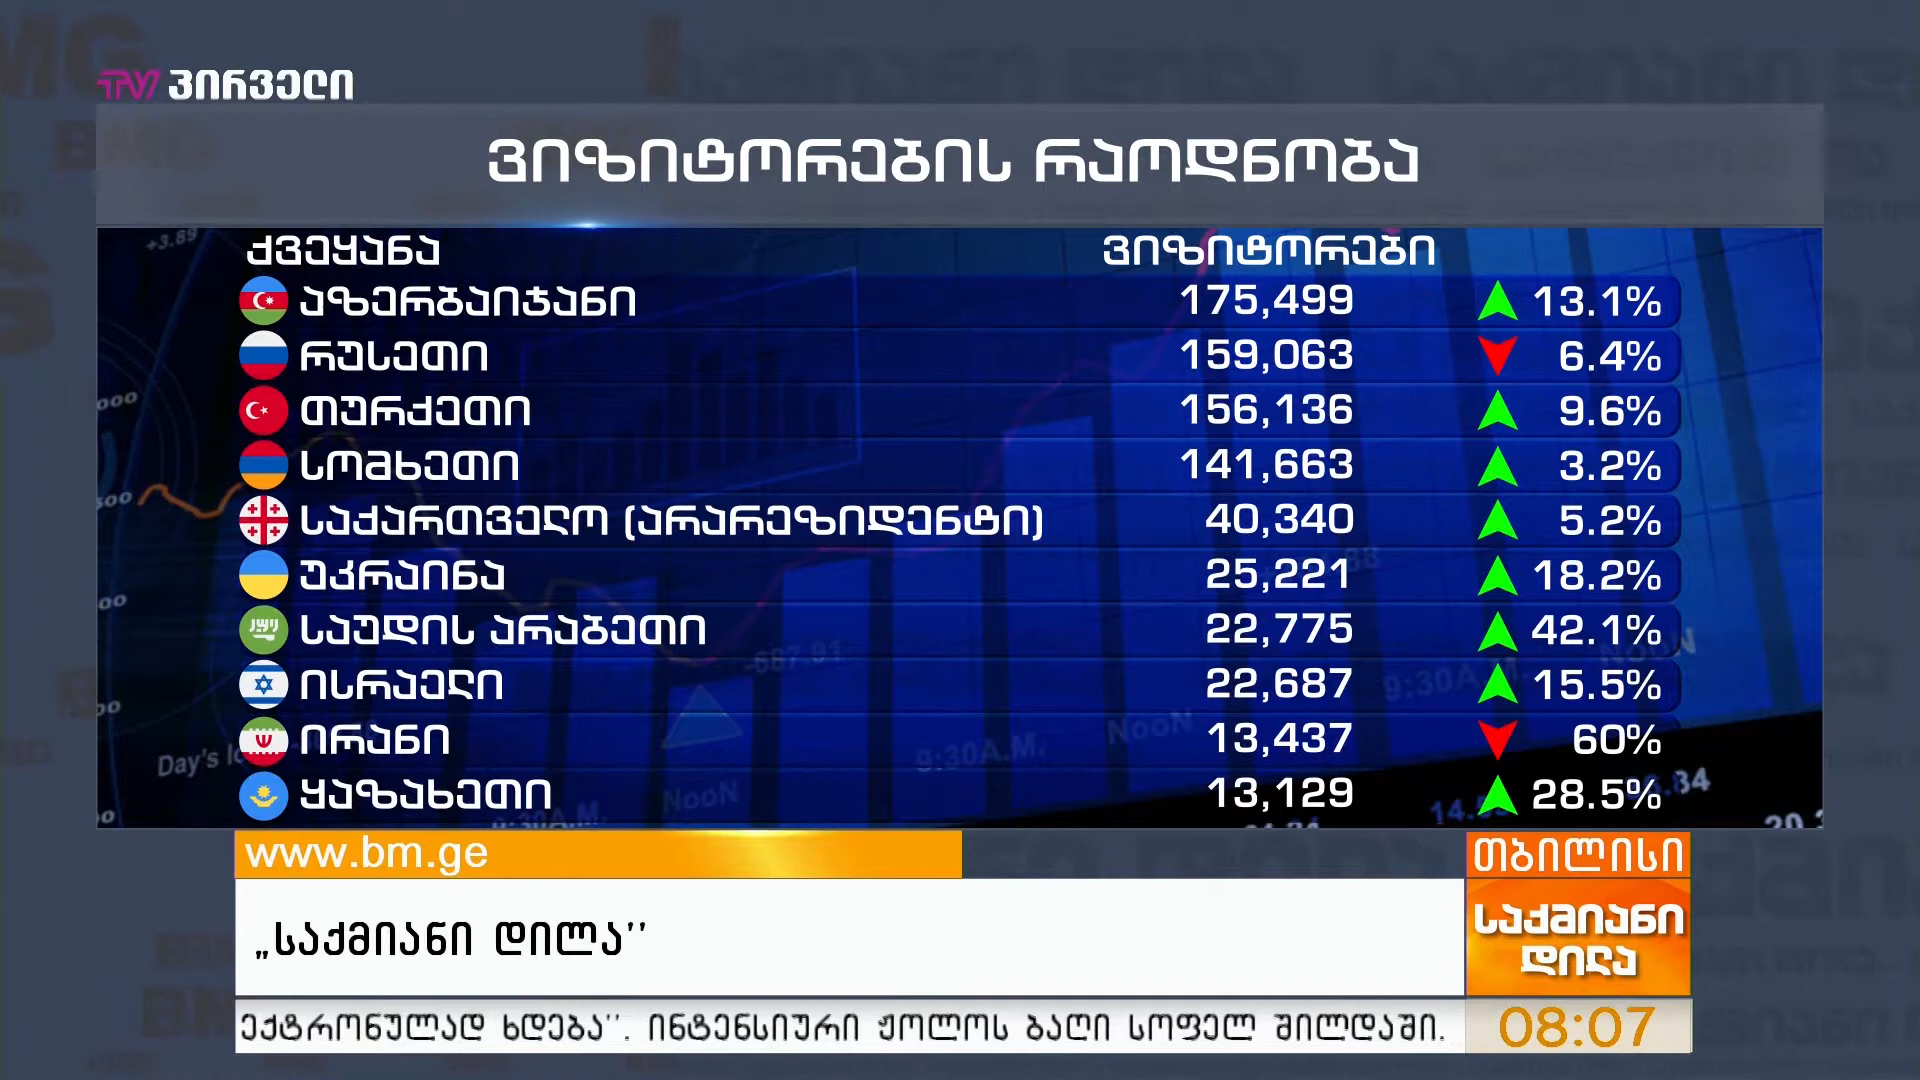 TV პირველი
ვიზიტორების რაოდნობა
ქვეყანა ვიზიტორები
აზერბაიჯანი 175,499 13.1%
რუსეთი 159,063 6.4%
თურქეთი 156,136 9.6%
სომხეთი 141,663 3.2%
საქართველო (არარეზიდენტი) 40,340 5.2%
უკრაინა 25,221 18.2%
საუდის არაბეთი 22,775 42.1%
ისრაელი 22,687 15.5%
ირანი 13,437 60%
ყაზახეთი 13,129 28.5%
www.bm.ge
თბილისი
„საქმიანი დილა’’
საქმიანი
დილა
ექტრონულად ხდება’’. ინტენსიური ჟოლოს ბაღი სოფელ შილდაში.
08:07